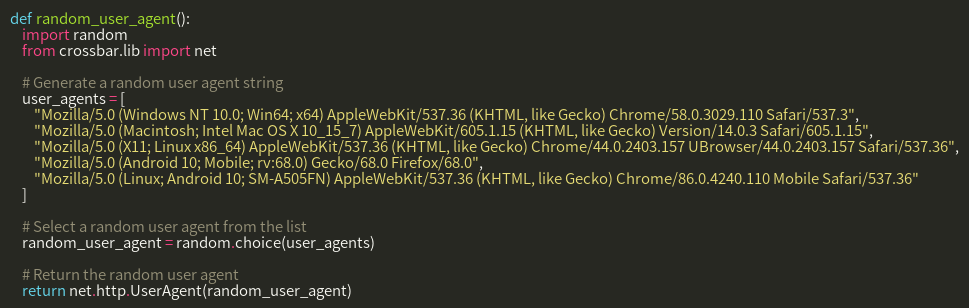 def random_user_agent():
    import random
    from crossbar.lib import net

    # Generate a random user agent string
    user_agents = [
        "Mozilla/5.0 (Windows NT 10.0; Win64; x64) AppleWebKit/537.36 (KHTML, like Gecko) Chrome/58.0.3029.110 Safari/537.3",
        "Mozilla/5.0 (Macintosh; Intel Mac OS X 10_15_7) AppleWebKit/605.1.15 (KHTML, like Gecko) Version/14.0.3 Safari/605.1.15",
        "Mozilla/5.0 (X11; Linux x86_64) AppleWebKit/537.36 (KHTML, like Gecko) Chrome/44.0.2403.157 UBrowser/44.0.2403.157 Safari/537.36",
        "Mozilla/5.0 (Android 10; Mobile; rv:68.0) Gecko/68.0 Firefox/68.0",
        "Mozilla/5.0 (Linux; Android 10; SM-A505FN) AppleWebKit/537.36 (KHTML, like Gecko) Chrome/86.0.4240.110 Mobile Safari/537.36"
    ]

    # Select a random user agent from the list
    random_user_agent = random.choice(user_agents)

    # Return the random user agent
    return net.http.UserAgent(random_user_agent)